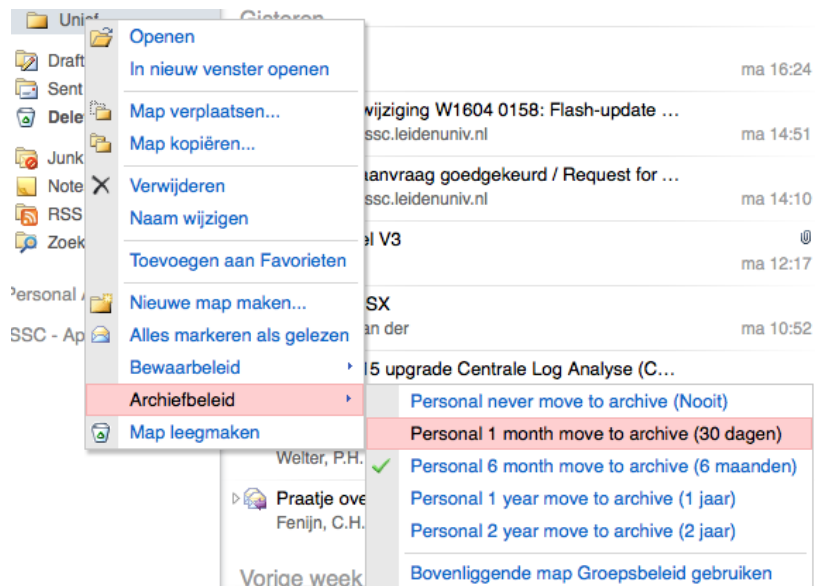 Gisteren
Openen
In nieuw venster openen
Map verplaatsen...
Map kopiëren...
Verwijderen
Naam wijzigen
Toevoegen aan Favorieten
Nieuwe map maken...
Alles markeren als gelezen
Bewaarbeleid
Archiefbeleid
Map leegmaken
Unief
Draft
Sent
Dele
Junk
Note
RSS
Zoek
Personal
SSC - Ap
ma 16:24
wijziging W1604 0158: Flash-update ...
ssc.leidenuniv.nl ma 14:51
aanvraag goedgekeurd / Request for ...
ssc.leidenuniv.nl ma 14:10
el V3
ma 12:17
SX
an der ma 10:52
15 upgrade Centrale Log Analyse (C...
Personal never move to archive (Nooit)
Personal 1 month move to archive (30 dagen)
Personal 6 month move to archive (6 maanden)
Personal 1 year move to archive (1 jaar)
Personal 2 year move to archive (2 jaar)
Bovenliggende map Groepsbeleid gebruiken
Welter, P.H.
Praatje ove
Fenijn, C.H.
Vorige week